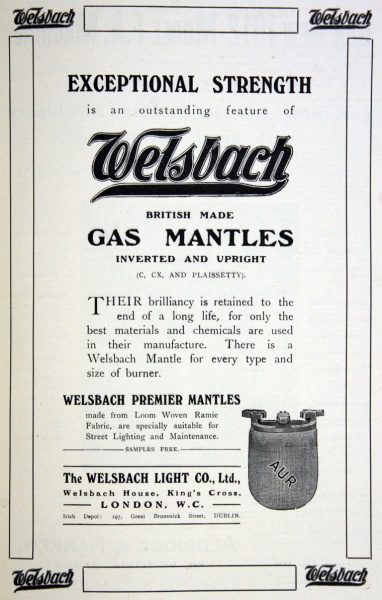 Welsbach
Welsbach
EXCEPTIONAL STRENGTH
is an outstanding feature of
Welsbach
BRITISH MADE
GAS MANTLES
INVERTED AND UPRIGHT
(C, CX, AND PLAISSETTY).
THEIR brilliancy is retained to the
end of a long life, for only the
best materials and chemicals are used
in their manufacture. There is a
Welsbach Mantle for every type and
size of burner.
WELSBACH PREMIER MANTLES
made from Loom Woven Ramie
Fabric, are specially suitable for
Street Lighting and Maintenance.
SAMPLES FREE.
AUR
The WELSBACH LIGHT CO., Ltd.,
Welsbach House, King's Cross,
LONDON, W.C.
Irish Depot: 197, Great Brunswick Street, DUBLIN.
Welsbach
Welsbach